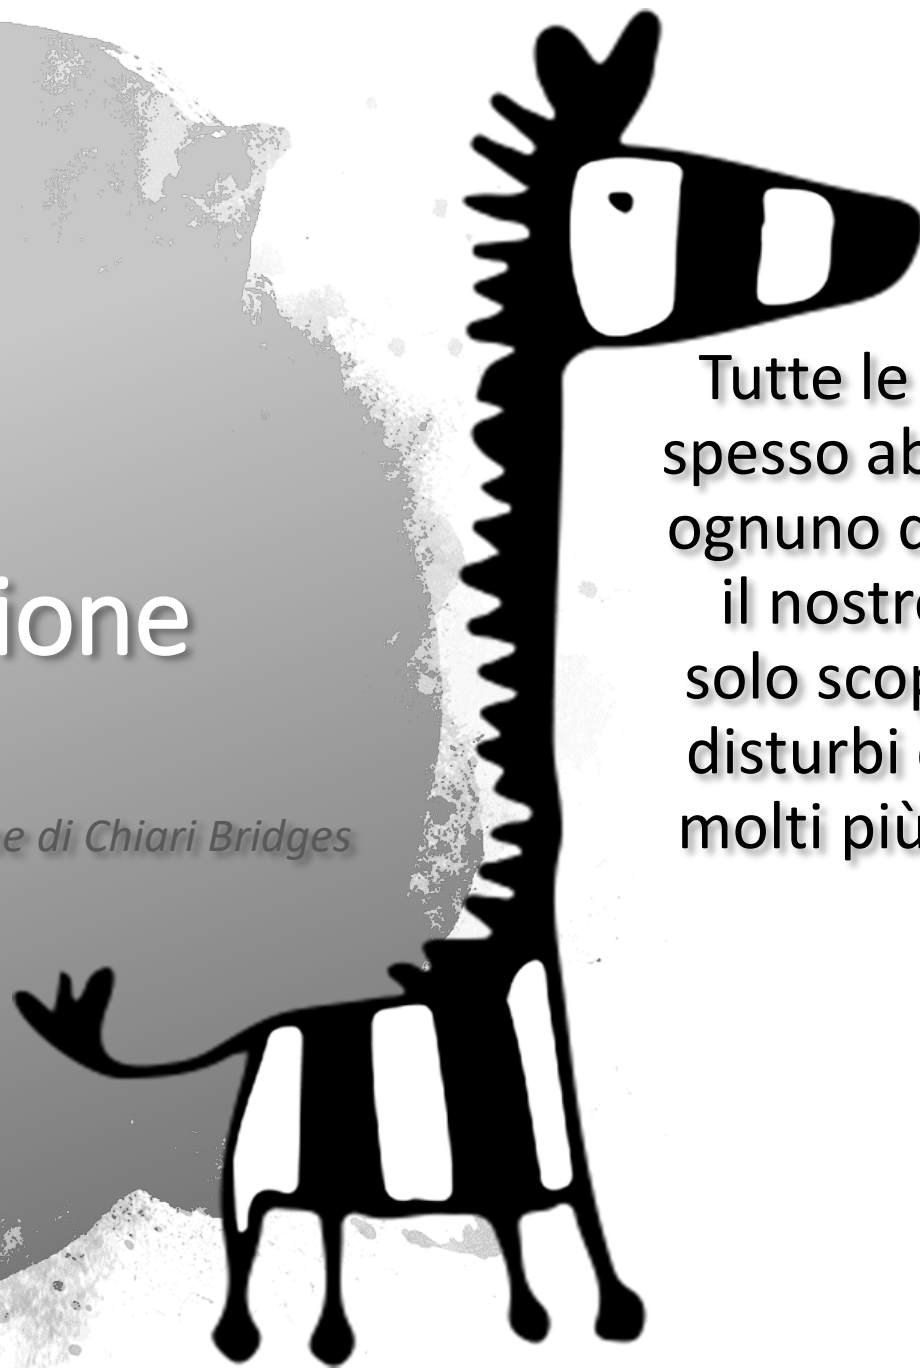 ione
e di Chiari Bridges
Tutte le
spesso ab
ognuno d
il nostro
solo scop
disturbi
molti più